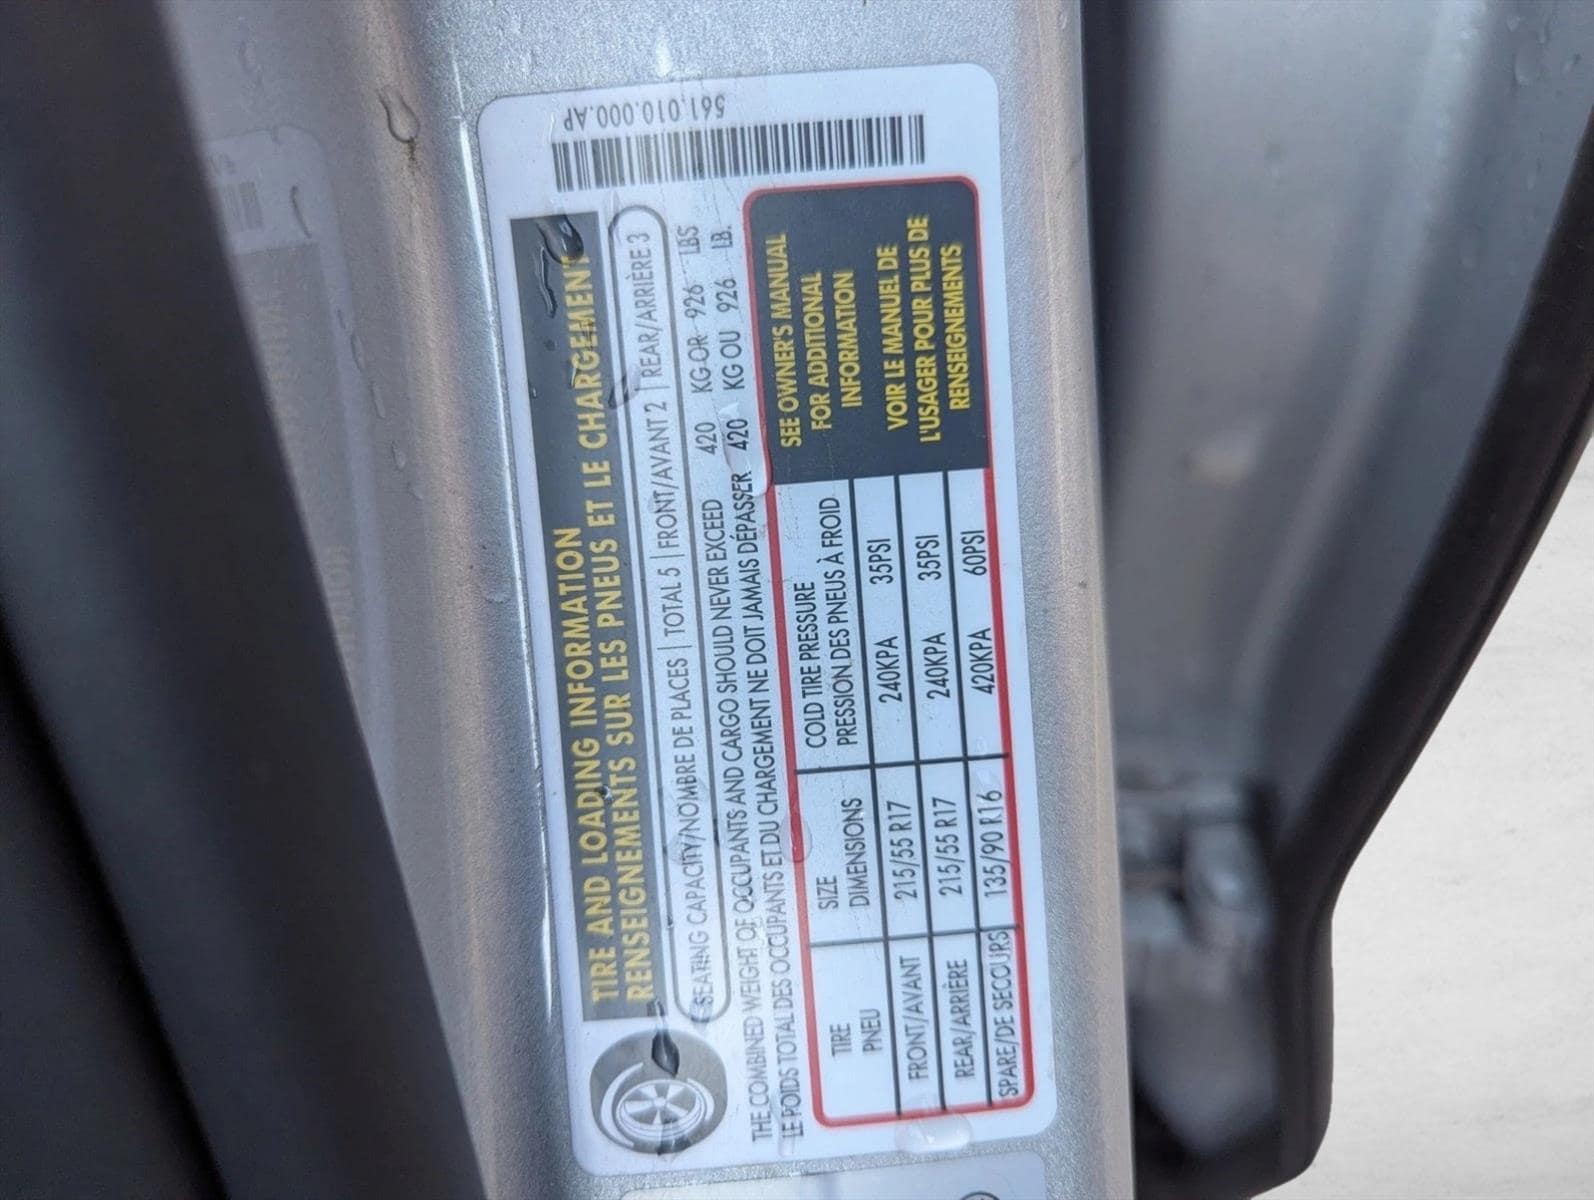 561.010.000.AP
TIRE AND LOADING INFORMATION
RENSEIGNEMENTS SUR LES PNEUS ET LE CHARGEMENT
SEATING CAPACITY/NOMBRE DE PLACES | TOTAL 5 | FRONT/AVANT 2 | REAR/ARRIÈRE 3
THE COMBINED WEIGHT OF OCCUPANTS AND CARGO SHOULD NEVER EXCEED 420 KG OR 926 LBS
LE POIDS TOTAL DES OCCUPANTS ET DU CHARGEMENT NE DOIT JAMAIS DÉPASSER 420 KG OU 926 LB.
TIRE SIZE COLD TIRE PRESSURE
PNEU DIMENSIONS PRESSION DES PNEUS À FROID
FRONT/AVANT 215/55 R17 240KPA 35PSI
REAR/ARRIÈRE 215/55 R17 240KPA 35PSI
SPARE/DE SECOURS 135/90 R16 420KPA 60PSI
SEE OWNER'S MANUAL
FOR ADDITIONAL
INFORMATION
VOIR LE MANUEL DE
L'USAGER POUR PLUS DE
RENSEIGNEMENTS